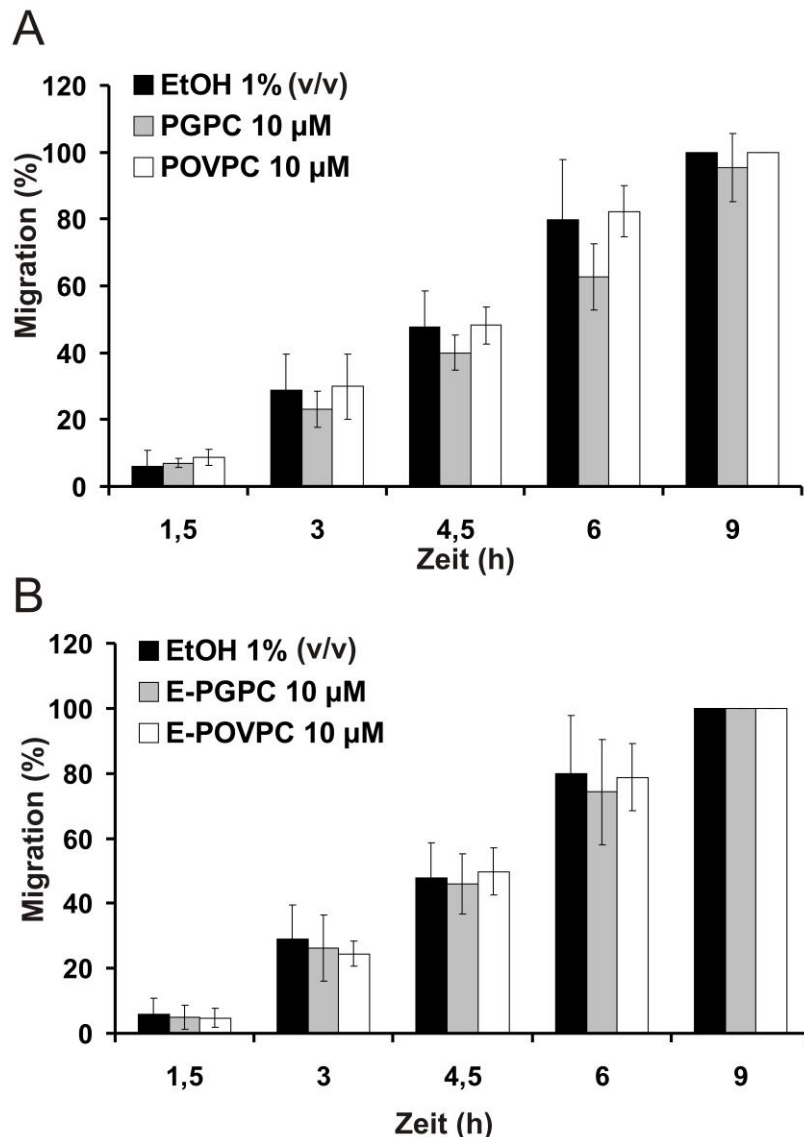 A
120
100
80
60
40
20
0
Migration (%)
EtOH 1% (v/v)
PGPC 10 µM
POVPC 10 µM
1,5 3 4,5 6 9
Zeit (h)
B
120
100
80
60
40
20
0
Migration (%)
EtOH 1% (v/v)
E-PGPC 10 µM
E-POVPC 10 µM
1,5 3 4,5 6 9
Zeit (h)